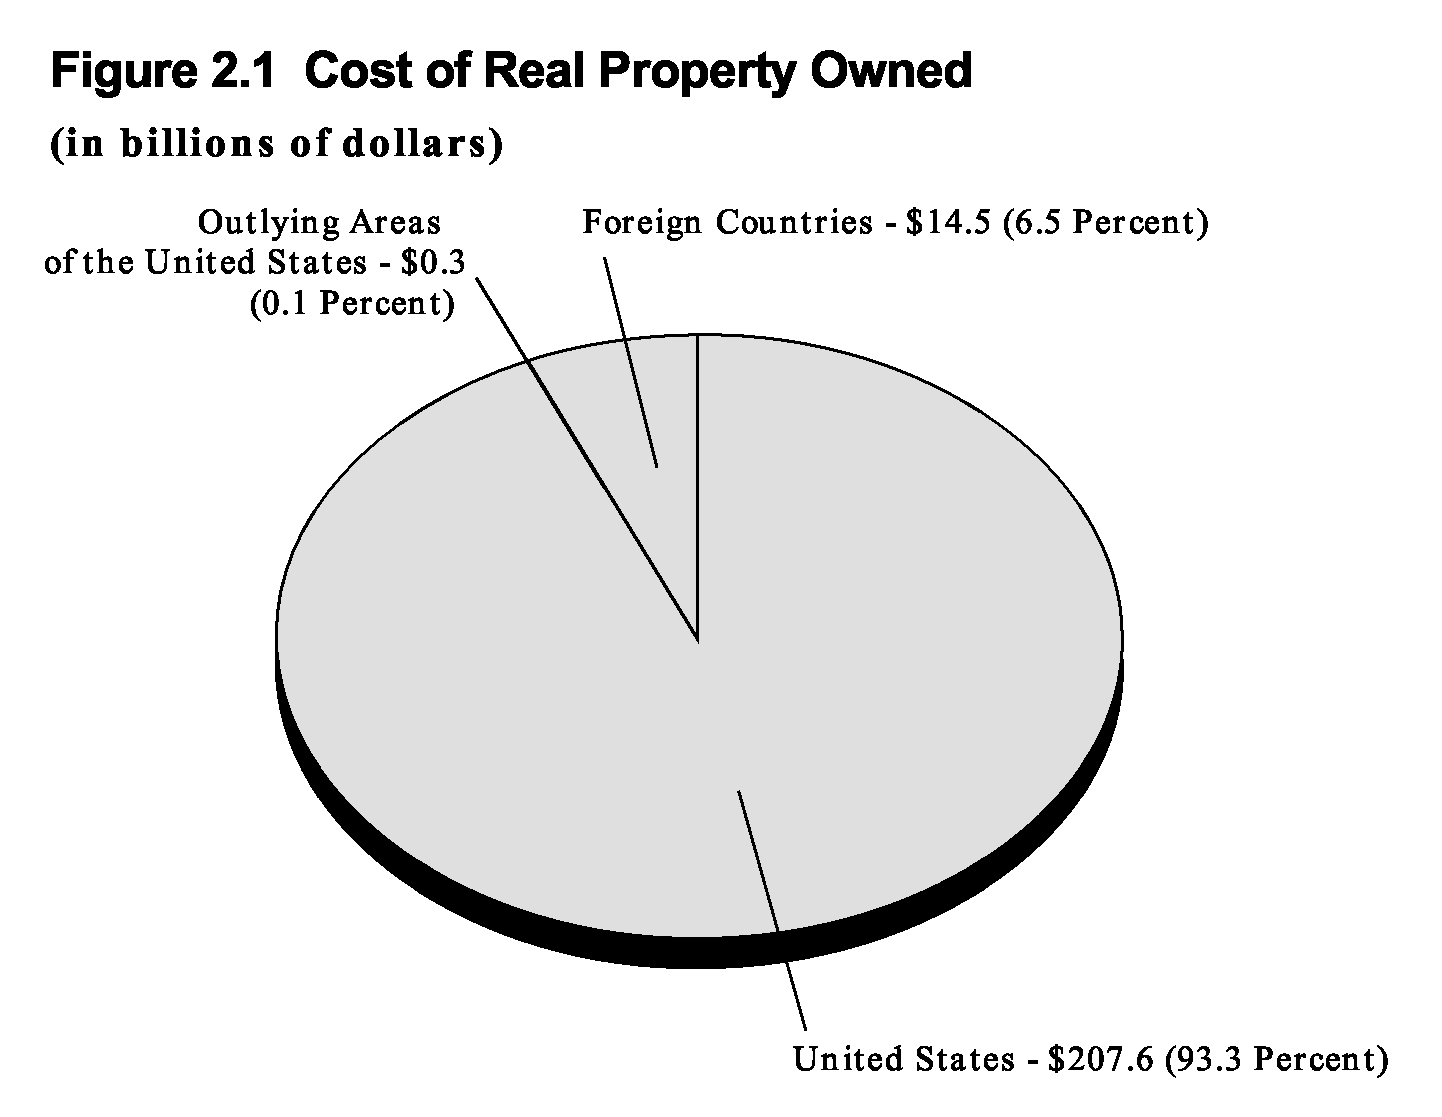 Figure 2.1 Cost of Real Property Owned
(in billions of dollars)
Outlying Areas
of the United States - $0.3
(0.1 Percent)
Foreign Countries - $14.5 (6.5 Percent)
United States - $207.6 (93.3 Percent)